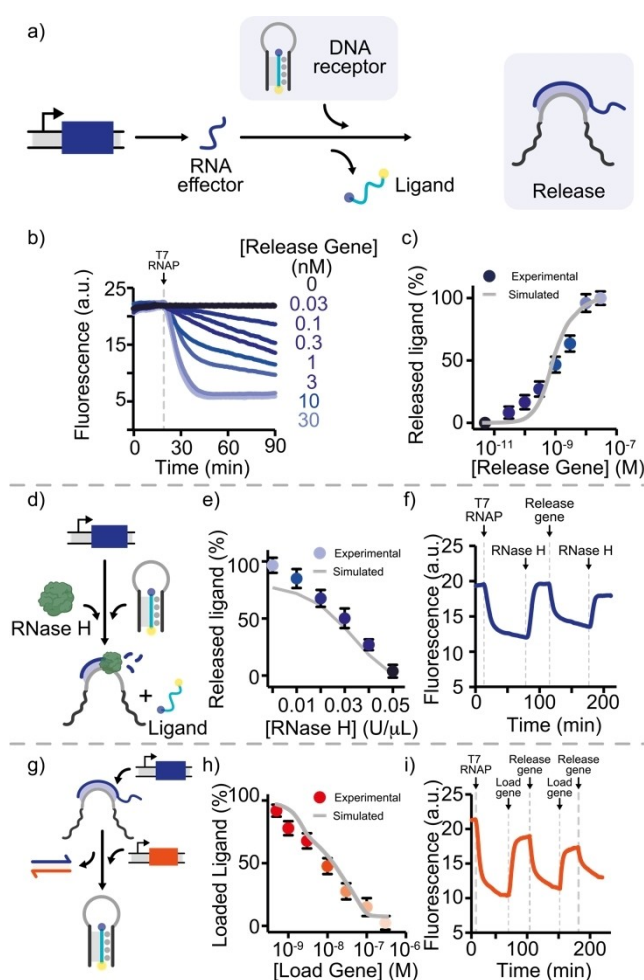 a)
DNA
receptor
RNA
effector
Ligand
Release
b)
T7
RNAP
[Release Gene]
(nM)
0
0.03
0.1
0.3
1
3
10
30
Fluorescence (a.u.)
25
15
5
0 30 60 90
Time (min)
c)
Experimental
Simulated
Released ligand (%)
100
50
0
10⁻¹¹ 10⁻⁹ 10⁻⁷
[Release Gene] (M)
d)
RNase H
Ligand
+
e)
Experimental
Simulated
Released ligand (%)
100
50
0
0 0.01 0.03 0.05
[RNase H] (U/µL)
f)
T7
RNAP
Release
gene
RNase H
RNase H
Fluorescence (a.u.)
25
20
15
10
5
0 100 200
Time (min)
g)
h)
Experimental
Simulated
Loaded Ligand (%)
100
50
0
10⁻⁹ 10⁻⁸ 10⁻⁷ 10⁻⁶
[Load Gene] (M)
i)
T7
RNAP
Release
gene
Release
gene
Load
gene
Load
gene
Fluorescence (a.u.)
25
20
15
10
5
0 100 200
Time (min)